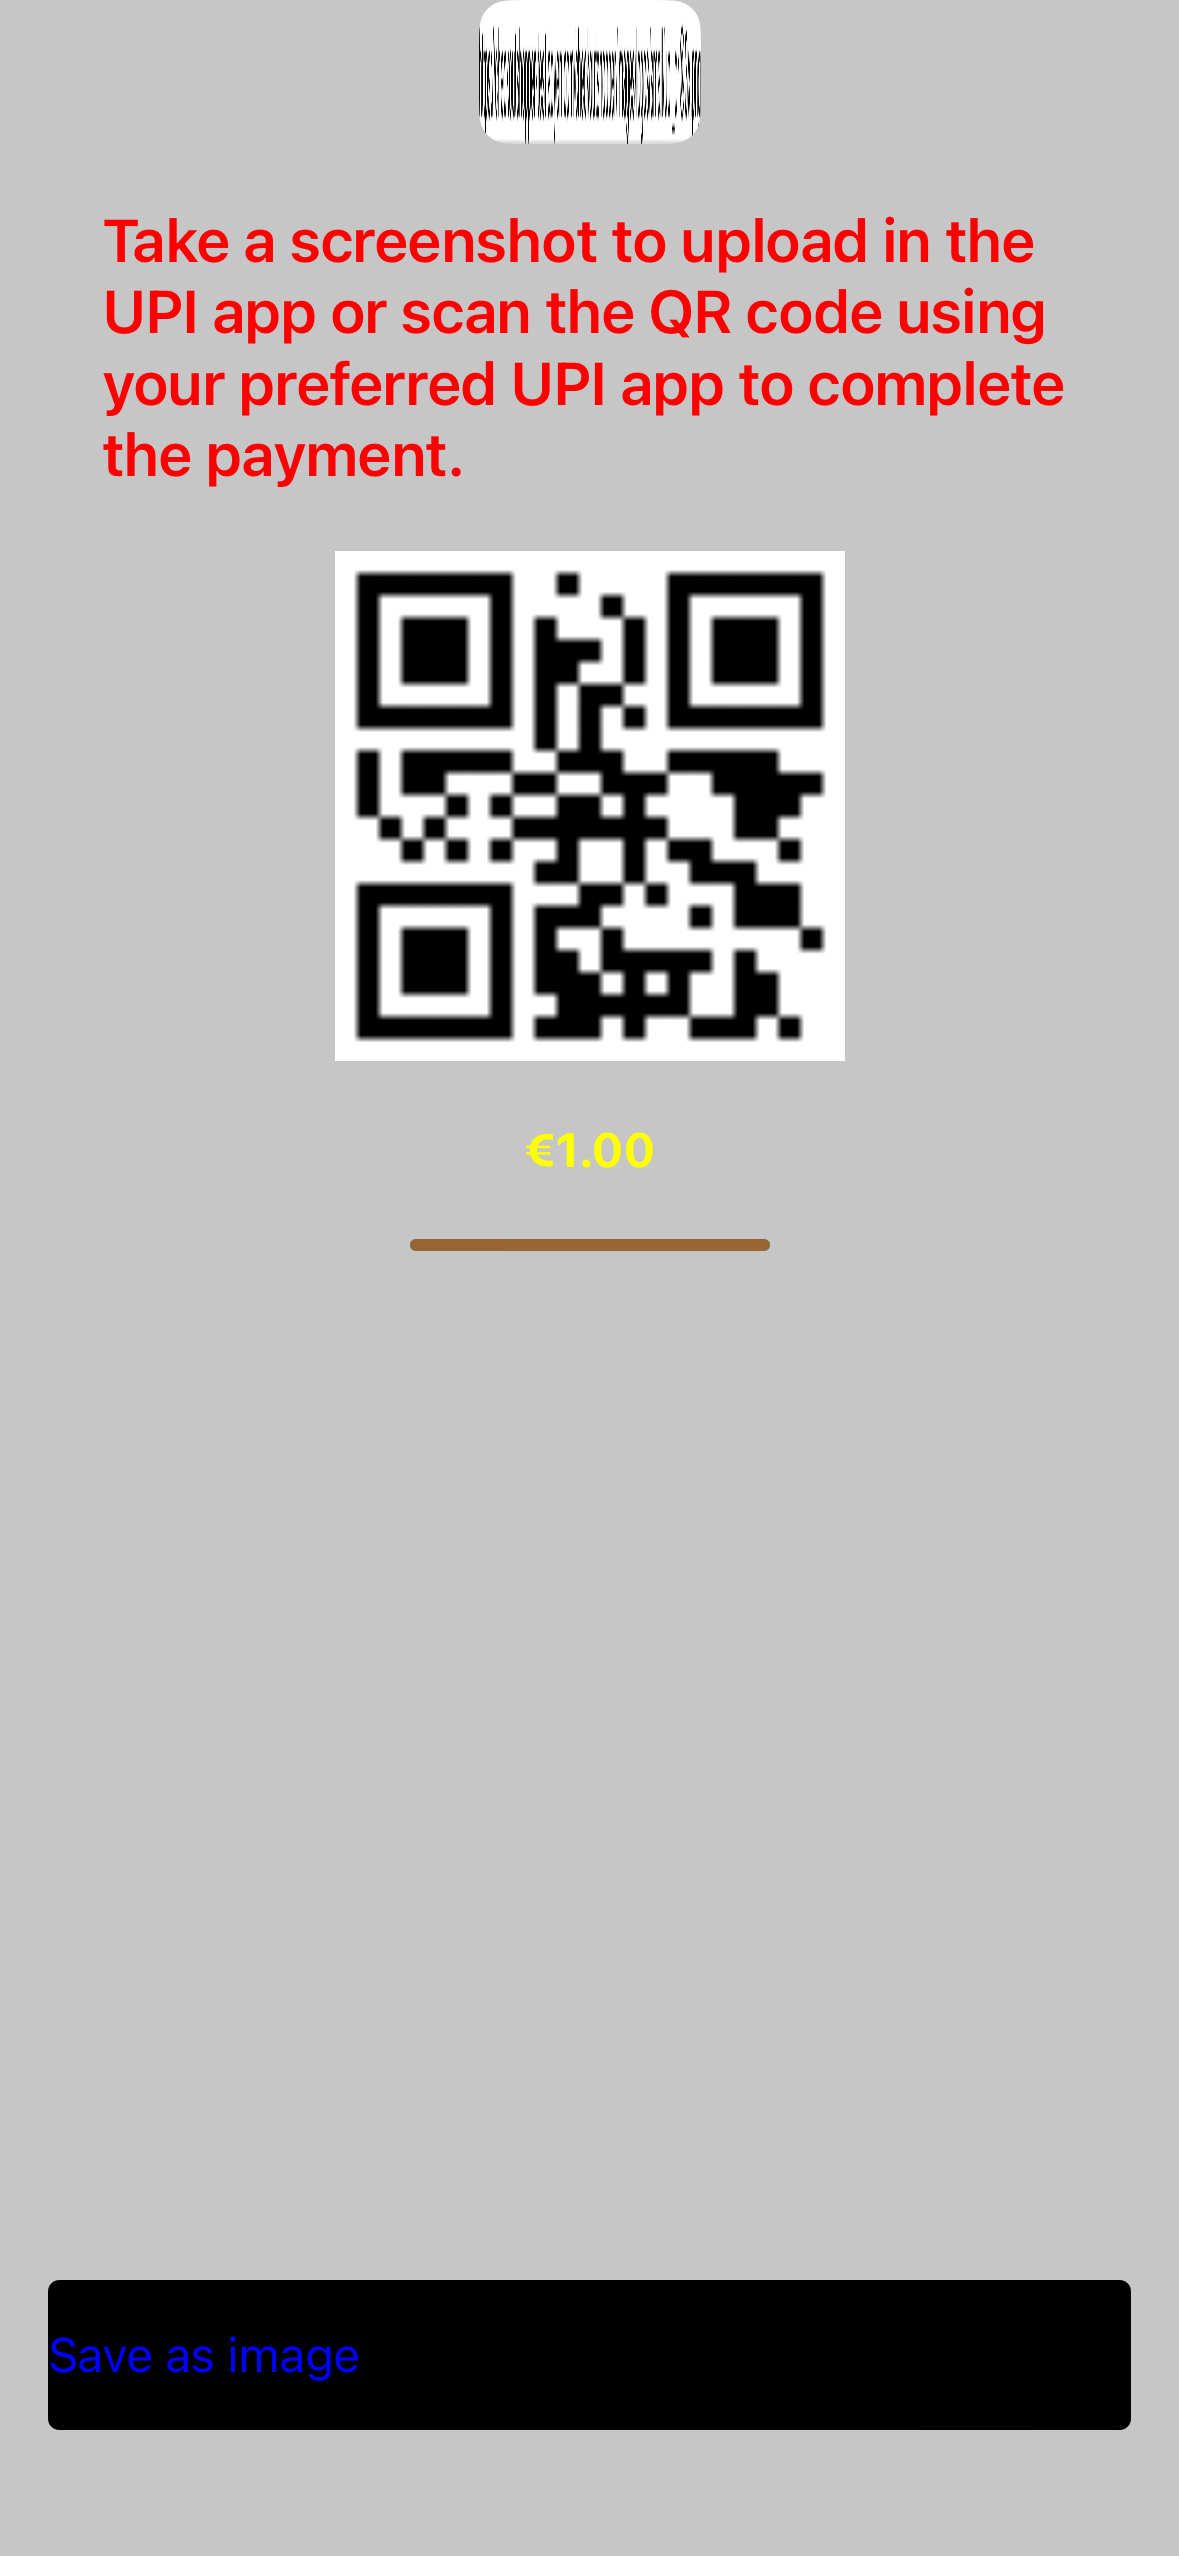 Take a screenshot to upload in the
UPI app or scan the QR code using
your preferred UPI app to complete
the payment.
€1.00
Save as image